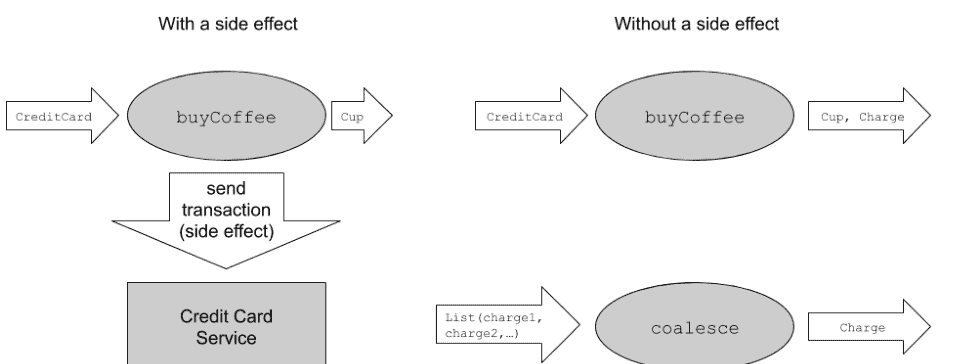 With a side effect
CreditCard
buyCoffee
Cup
send
transaction
(side effect)
Credit Card
Service
Without a side effect
CreditCard
buyCoffee
Cup, Charge
List(charge1,
charge2,…)
coalesce
Charge